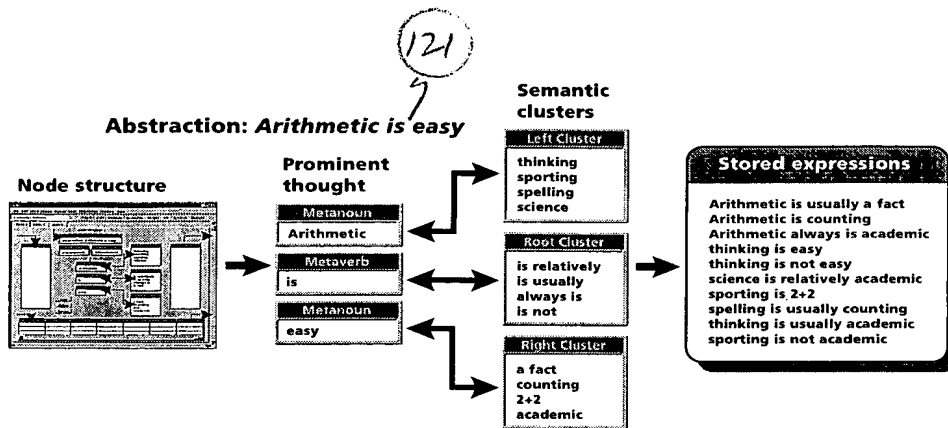 121
Abstraction: Arithmetic is easy
Node structure
Prominent
thought
Metanoun
Arithmetic
Metaverb
is
Metanoun
easy
Semantic
clusters
Left Cluster
thinking
sporting
spelling
science
Root Cluster
is relatively
is usually
always is
is not
Right Cluster
a fact
counting
2+2
academic
Stored expressions
Arithmetic is usually a fact
Arithmetic is counting
Arithmetic always is academic
thinking is easy
thinking is not easy
science is relatively academic
sporting is 2+2
spelling is usually counting
thinking is usually academic
sporting is not academic